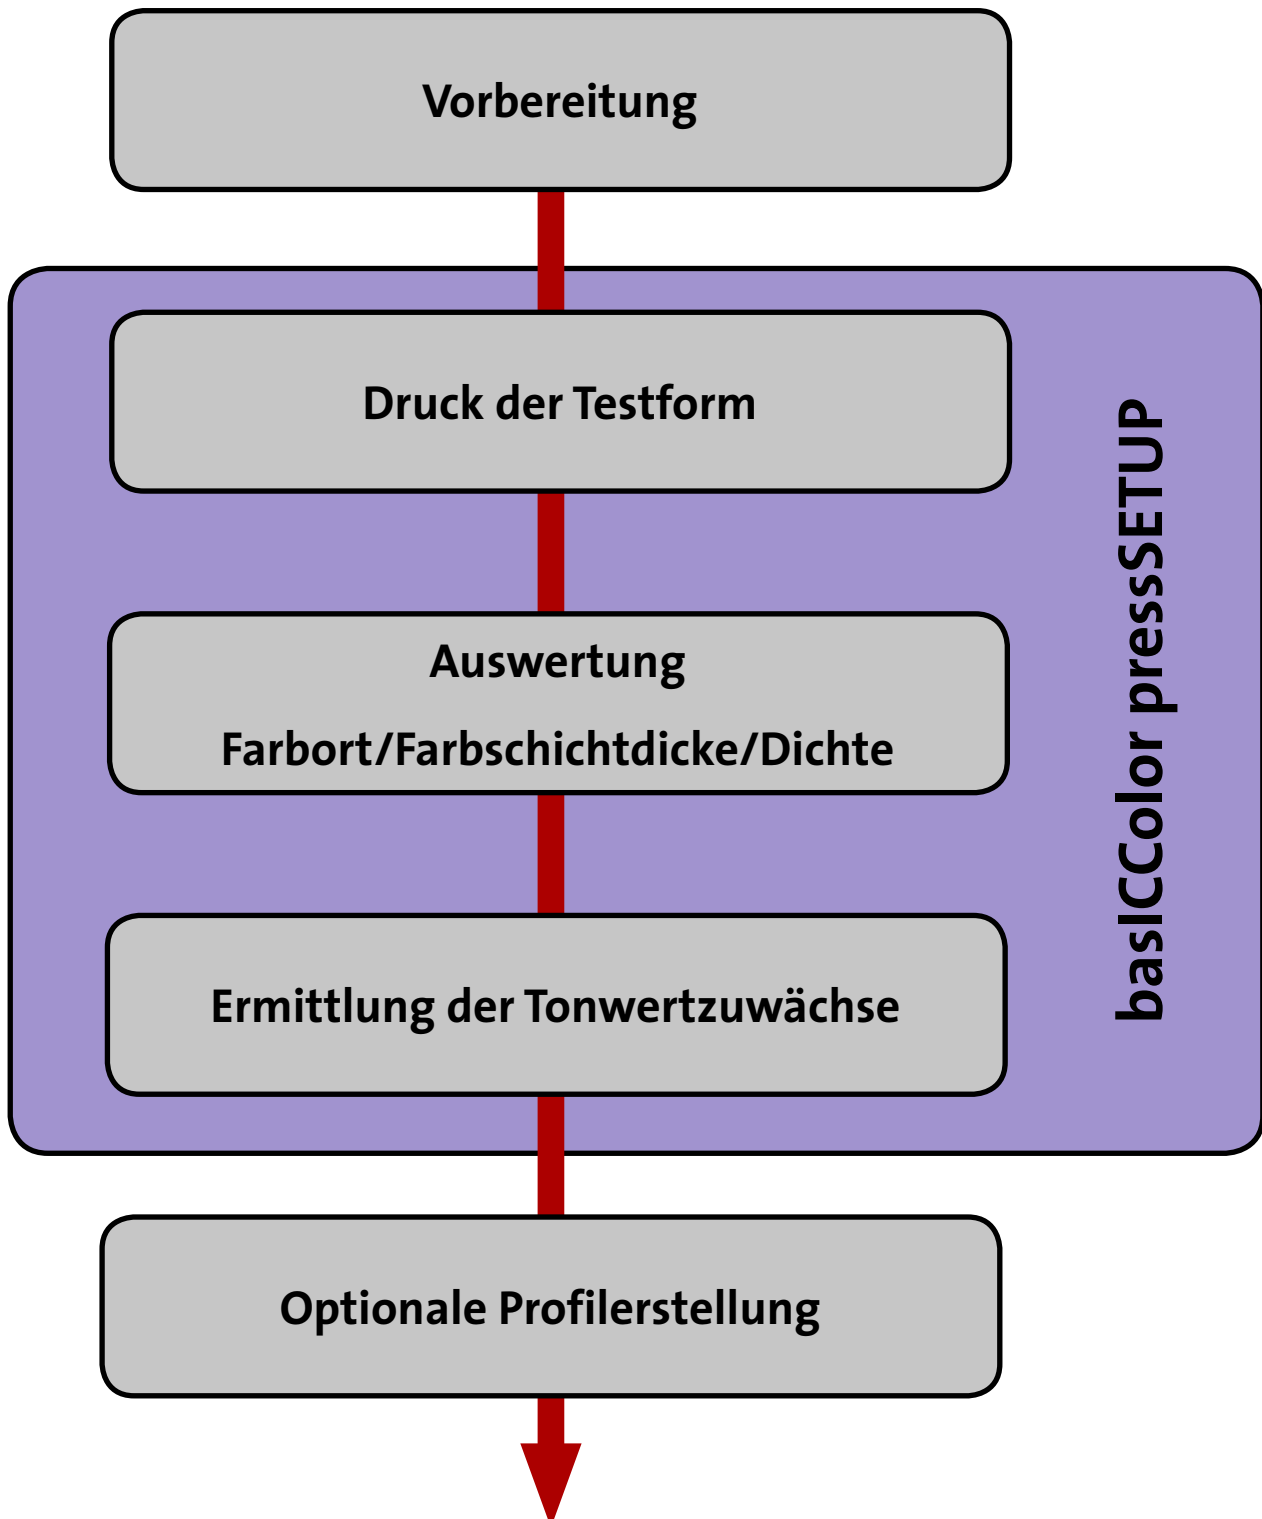 Vorbereitung
Druck der Testform
Auswertung
Farbort/Farbschichtdicke/Dichte
Ermittlung der Tonwertzuwächse
basICColor pressSETUP
Optionale Profilerstellung